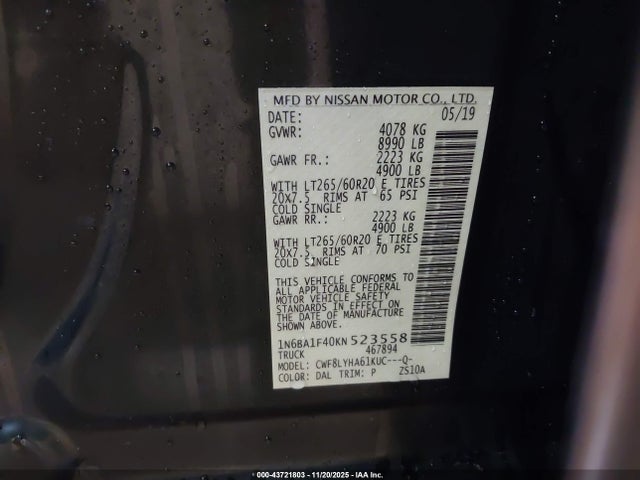 MFD BY NISSAN MOTOR CO., LTD.
DATE: 05/19
GVWR: 4078 KG
8990 LB
GAWR FR.: 2223 KG
4900 LB
WITH LT265/60R20 E TIRES
20X7.5 RIMS AT 65 PSI
COLD SINGLE
GAWR RR.: 2223 KG
4900 LB
WITH LT265/60R20 E TIRES
20X7.5 RIMS AT 70 PSI
COLD SINGLE
THIS VEHICLE CONFORMS TO
ALL APPLICABLE FEDERAL
MOTOR VEHICLE SAFETY
STANDARDS IN EFFECT ON
THE DATE OF MANUFACTURE
SHOWN ABOVE.
1N6BA1F40KN523558
TRUCK 467894
MODEL: CWF8LYHA61KUC---Q-
COLOR: DAL TRIM: P ZS10A
000-43721803 - 11/20/2025 - IAA Inc.